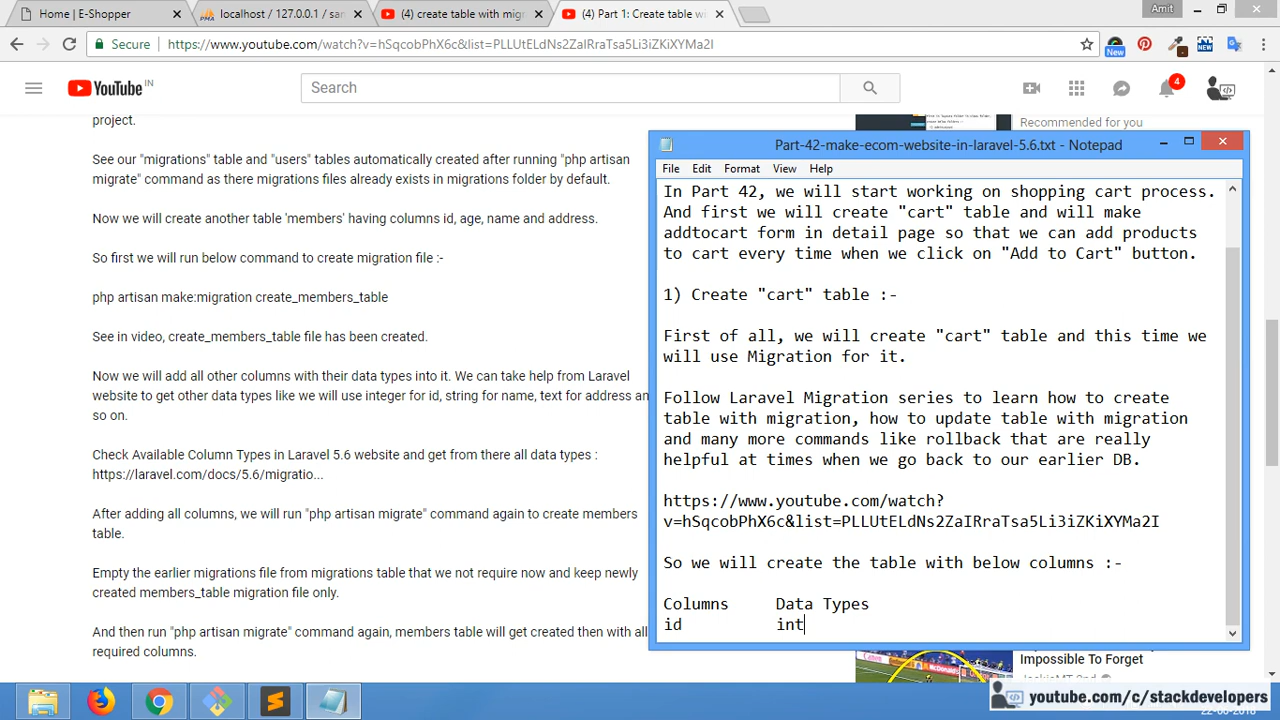 Home | E-Shopper
localhost / 127.0.0.1 / sar
(4) create table with migr
(4) Part 1: Create table w
Amit
Secure
https://www.youtube.com/watch?v=hSqcobPhX6c&list=PLLUtELdNs2ZaIRraTsa5Li3iZKiXYMa2I
New
NEW
YouTube IN
Search
4
project.
Recommended for you
See our "migrations" table and "users" tables automatically created after running "php artisan
migrate" command as there migrations files already exists in migrations folder by default.
Now we will create another table 'members' having columns id, age, name and address.
So first we will run below command to create migration file :-
php artisan make:migration create_members_table
See in video, create_members_table file has been created.
Now we will add all other columns with their data types into it. We can take help from Laravel
website to get other data types like we will use integer for id, string for name, text for address an
so on.
Check Available Column Types in Laravel 5.6 website and get from there all data types :
https://laravel.com/docs/5.6/migratio...
After adding all columns, we will run "php artisan migrate" command again to create members
table.
Empty the earlier migrations file from migrations table that we not require now and keep newly
created members_table migration file only.
And then run "php artisan migrate" command again, members table will get created then with all
required columns.
Part-42-make-ecom-website-in-laravel-5.6.txt - Notepad
File Edit Format View Help
In Part 42, we will start working on shopping cart process.
And first we will create "cart" table and will make
addtocart form in detail page so that we can add products
to cart every time when we click on "Add to Cart" button.
1) Create "cart" table :-
First of all, we will create "cart" table and this time we
will use Migration for it.
Follow Laravel Migration series to learn how to create
table with migration, how to update table with migration
and many more commands like rollback that are really
helpful at times when we go back to our earlier DB.
https://www.youtube.com/watch?
v=hSqcobPhX6c&list=PLLUtELdNs2ZaIRraTsa5Li3iZKiXYMa2I
So we will create the table with below columns :-
Columns Data Types
id int
Impossible To Forget
youtube.com/c/stackdevelopers